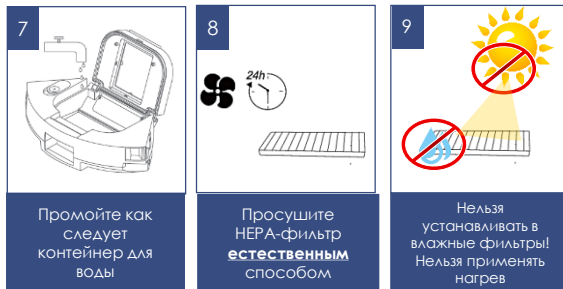 7
Промойте как
следует
контейнер для
воды
8
24h
Просушите
НЕРА-фильтр
естественным
способом
9
Нельзя
устанавливать в
влажные фильтры!
Нельзя применять
нагрев